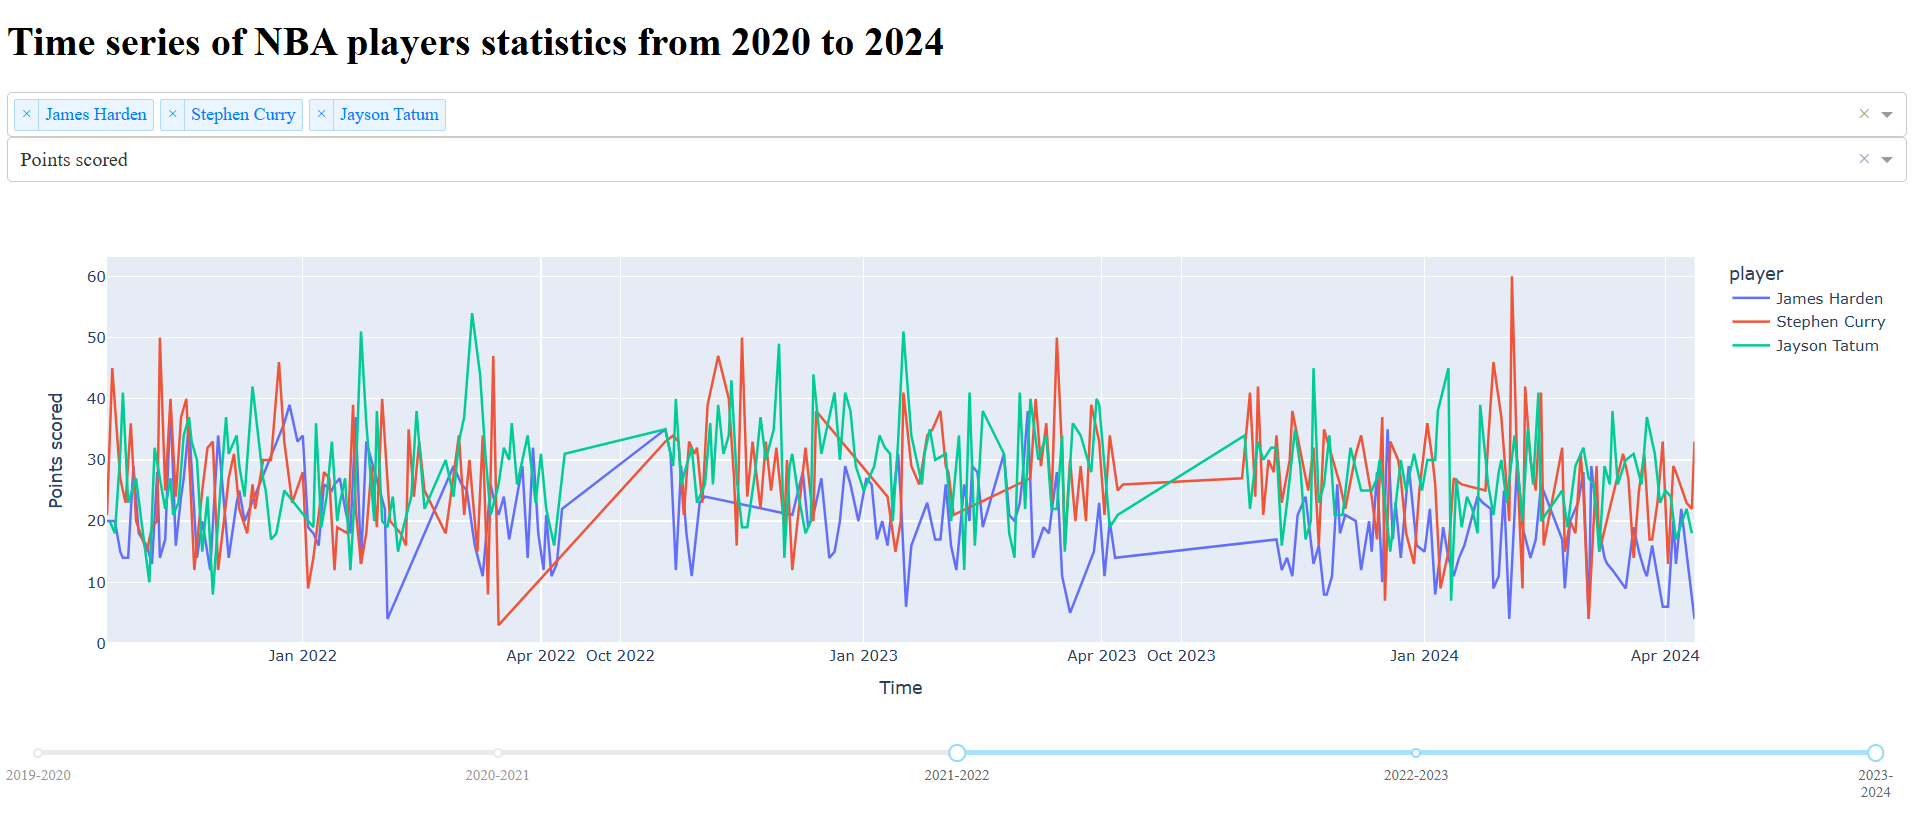 Time series of NBA players statistics from 2020 to 2024
× James Harden × Stephen Curry × Jayson Tatum ×
Points scored ×
player
James Harden
Stephen Curry
Jayson Tatum
Points scored
60
50
40
30
20
10
0
Jan 2022 Apr 2022 Oct 2022 Jan 2023 Apr 2023 Oct 2023 Jan 2024 Apr 2024
Time
2019-2020 2020-2021 2021-2022 2022-2023 2023-
2024